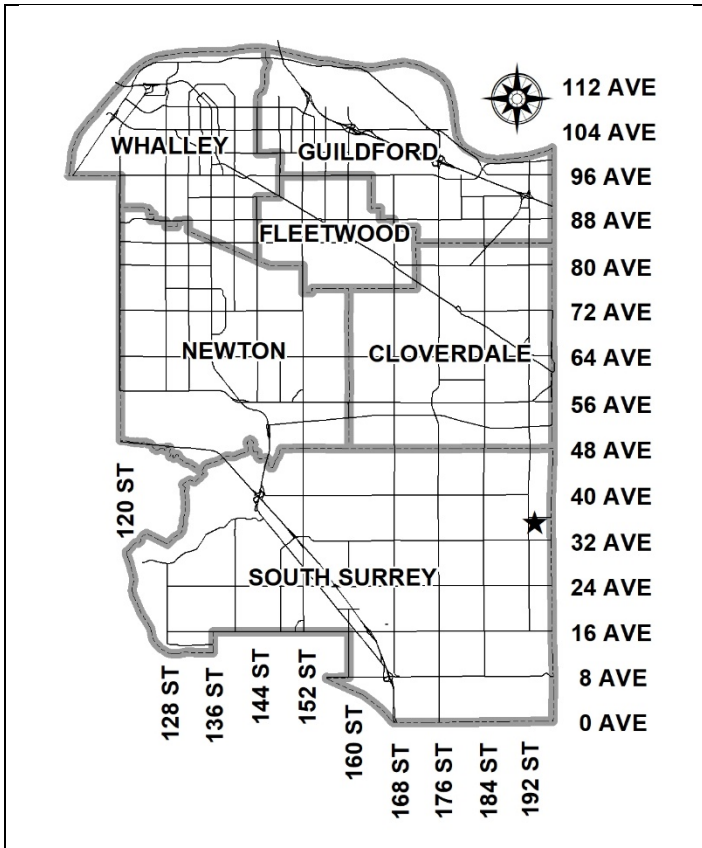 112 AVE
104 AVE
WHALLEY
GUILDFORD
96 AVE
88 AVE
FLEETWOOD
80 AVE
72 AVE
NEWTON
CLOVERDALE
64 AVE
56 AVE
48 AVE
120 ST
40 AVE
32 AVE
SOUTH SURREY
24 AVE
16 AVE
128 ST
136 ST
144 ST
152 ST
8 AVE
160 ST
0 AVE
168 ST
176 ST
184 ST
192 ST